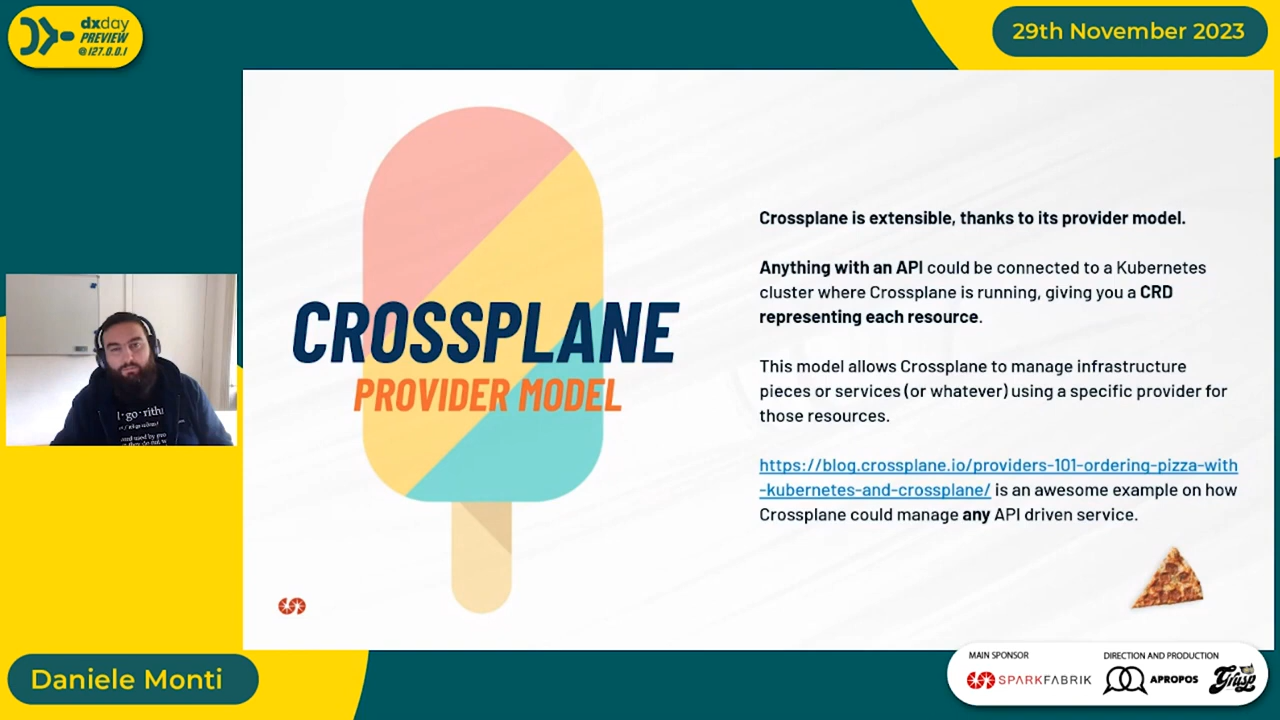 dxday
PREVIEW
@127.0.0.1
29th November 2023
CROSSPLANE
PROVIDER MODEL
Crossplane is extensible, thanks to its provider model.
Anything with an API could be connected to a Kubernetes
cluster where Crossplane is running, giving you a CRD
representing each resource.
This model allows Crossplane to manage infrastructure
pieces or services (or whatever) using a specific provider for
those resources.
https://blog.crossplane.io/providers-101-ordering-pizza-with
-kubernetes-and-crossplane/ is an awesome example on how
Crossplane could manage any API driven service.
Daniele Monti
MAIN SPONSOR
SPARKFABRIK
DIRECTION AND PRODUCTION
APROPOS
Grusp